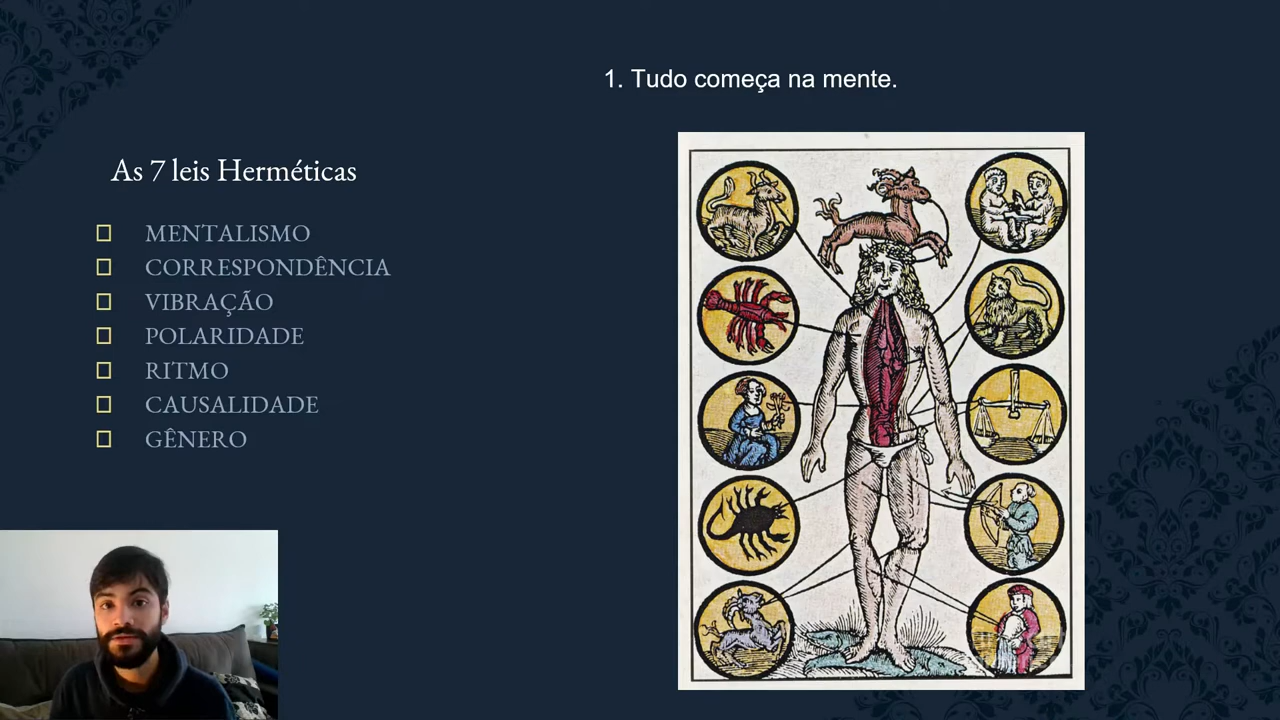 1. Tudo começa na mente.
As 7 leis Herméticas
MENTALISMO
CORRESPONDÊNCIA
VIBRAÇÃO
POLARIDADE
RITMO
CAUSALIDADE
GÊNERO